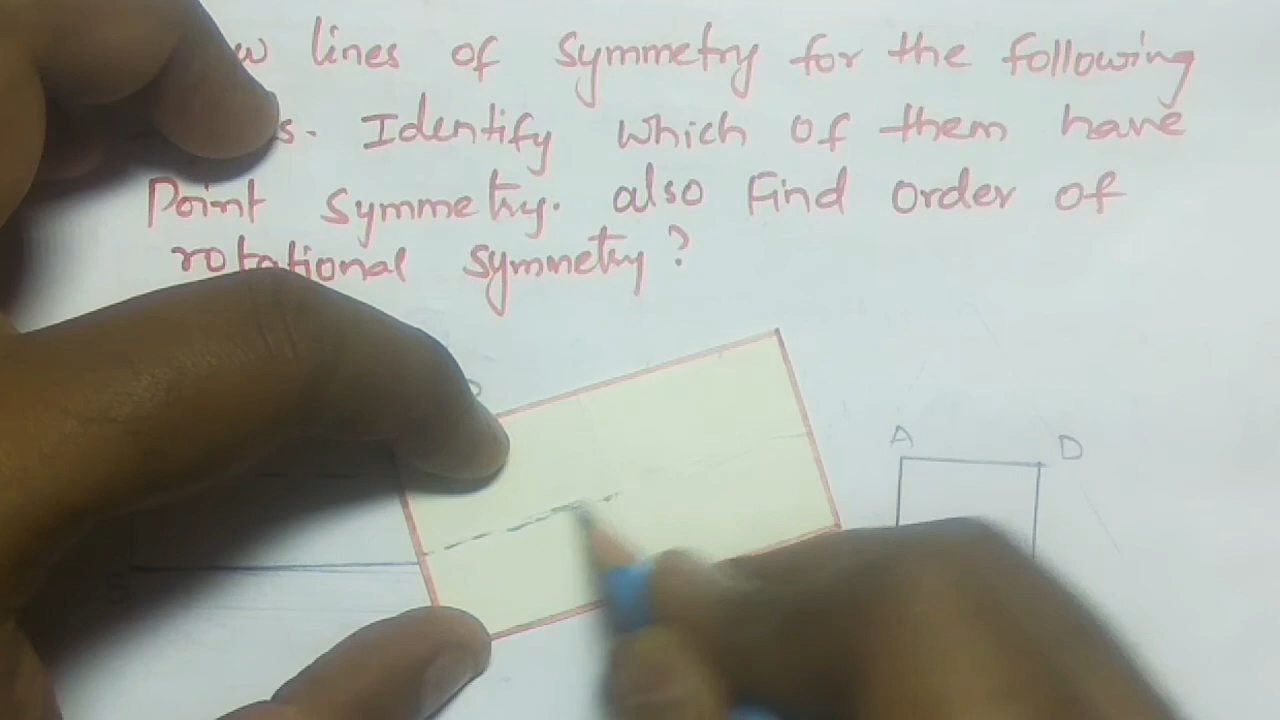 lines of Symmetry for the following
Identify which of them have
Point Symmetry. also Find order of
rotational symmetry?
A D